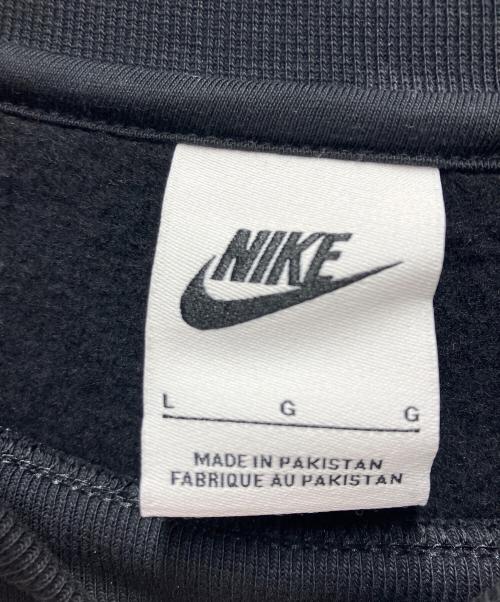 NIKE
L G G
MADE IN PAKISTAN
FABRIQUE AU PAKISTAN